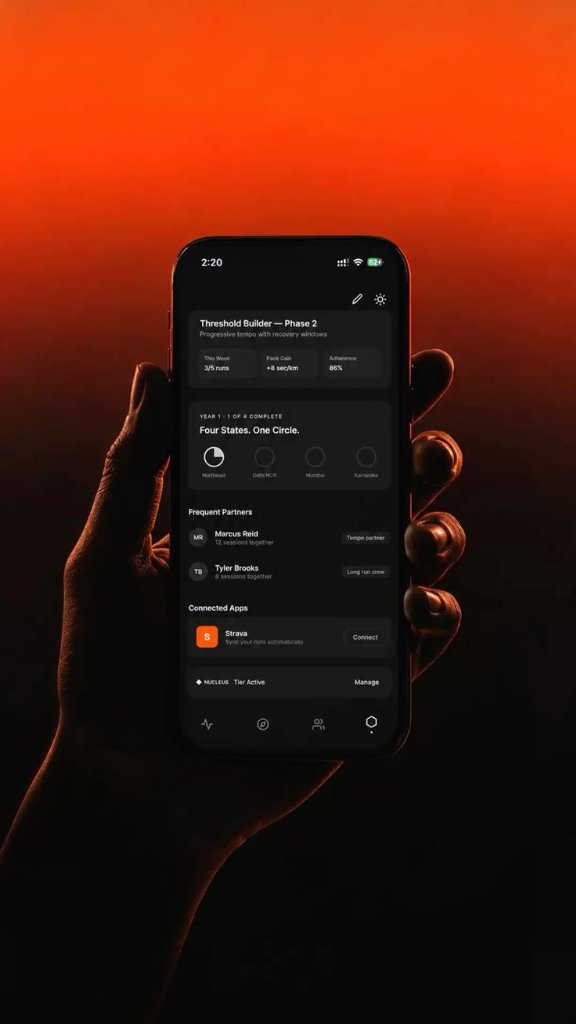 2:20
62
Threshold Builder — Phase 2
Progressive tempo with recovery windows
This Week
3/5 runs
Pace Gain
+8 sec/km
Adherence
86%
YEAR 1 · 1 OF 4 COMPLETE
Four States. One Circle.
Northeast
Delhi NCR
Mumbai
Karnataka
Frequent Partners
MR
Marcus Reid
12 sessions together
Tempo partner
TB
Tyler Brooks
8 sessions together
Long run crew
Connected Apps
S
Strava
Sync your runs automatically
Connect
NUCLEUS Tier Active
Manage